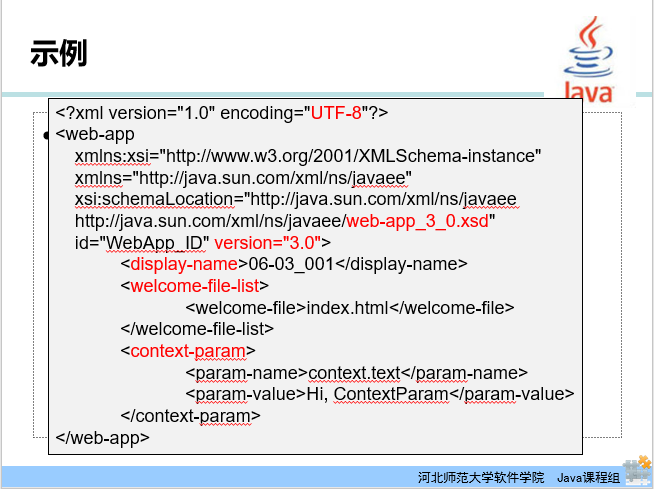 示例
Java
<?xml version="1.0" encoding="UTF-8"?>
<web-app
xmlns:xsi="http://www.w3.org/2001/XMLSchema-instance"
xmlns="http://java.sun.com/xml/ns/javaee"
xsi:schemaLocation="http://java.sun.com/xml/ns/javaee
http://java.sun.com/xml/ns/javaee/web-app_3_0.xsd"
id="WebApp_ID" version="3.0">
<display-name>06-03_001</display-name>
<welcome-file-list>
<welcome-file>index.html</welcome-file>
</welcome-file-list>
<context-param>
<param-name>context.text</param-name>
<param-value>Hi, ContextParam</param-value>
</context-param>
</web-app>
河北师范大学软件学院 Java课程组